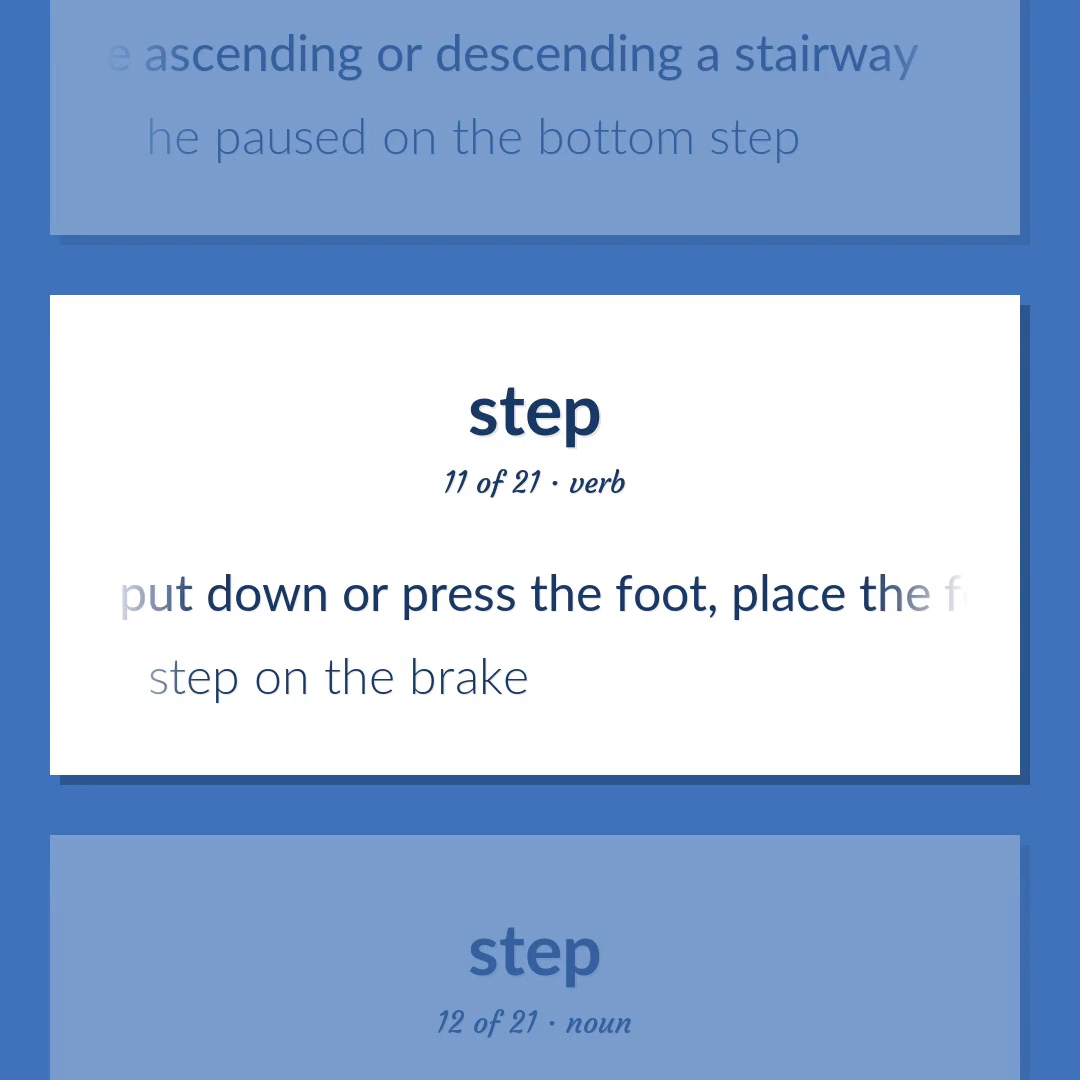 ascending or descending a stairway
he paused on the bottom step
step
11 of 21 · verb
put down or press the foot, place the
step on the brake
step
12 of 21 · noun